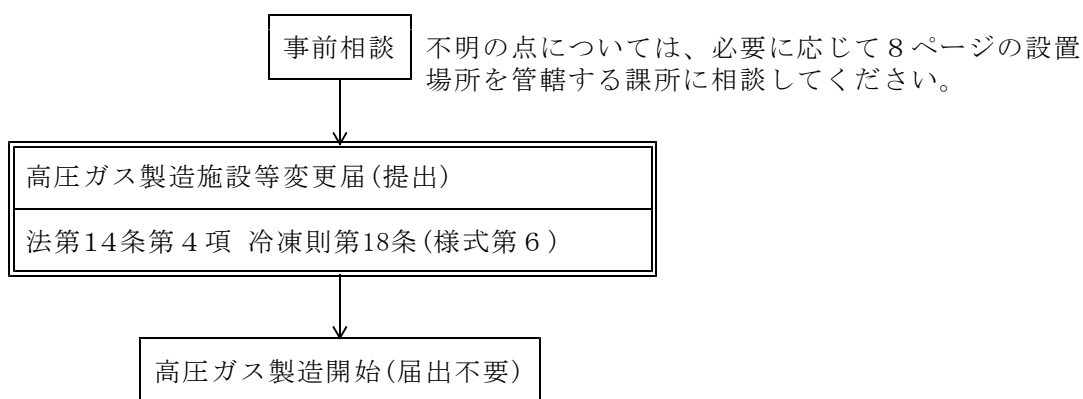 事前相談
不明の点については、必要に応じて８ページの設置
場所を管轄する課所に相談してください。
高圧ガス製造施設等変更届(提出)
法第14条第４項 冷凍則第18条(様式第６)
高圧ガス製造開始(届出不要)